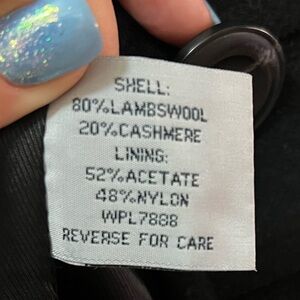 SHELL:
80%LAMBSWOOL
20%CASHMERE
LINING:
52%ACETATE
48%NYLON
WPL7888
REVERSE FOR CARE